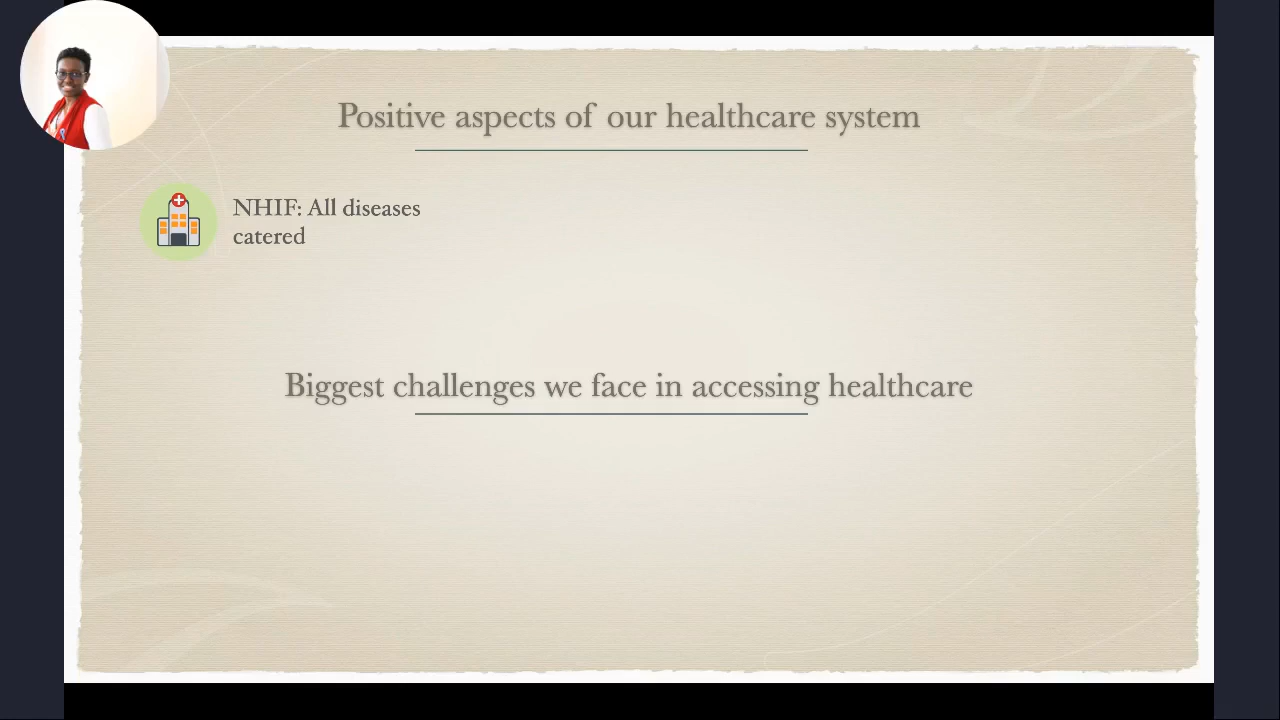 Positive aspects of our healthcare system
NHIF: All diseases
catered
Biggest challenges we face in accessing healthcare